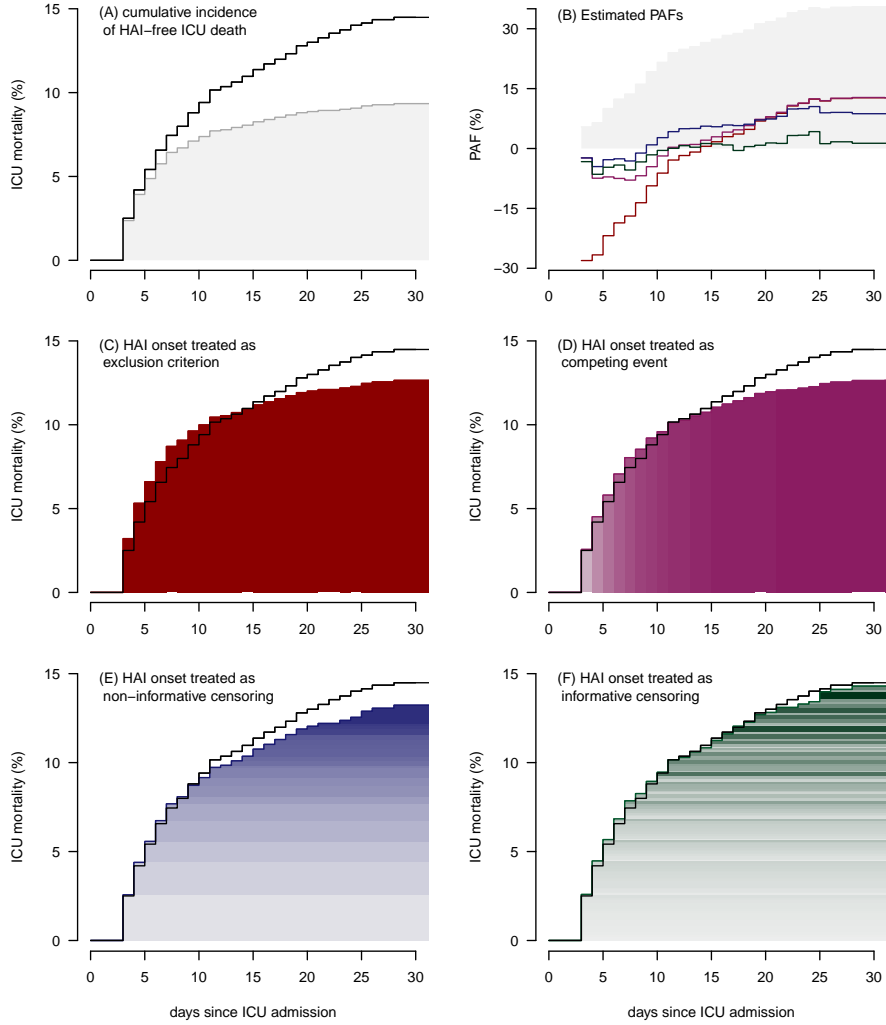 (A) cumulative incidence
of HAI−free ICU death
ICU mortality (%)
15
10
5
0
0 5 10 15 20 25 30
(B) Estimated PAFs
PAF (%)
30
15
0
−15
−30
0 5 10 15 20 25 30
(C) HAI onset treated as
exclusion criterion
ICU mortality (%)
15
10
5
0
0 5 10 15 20 25 30
(D) HAI onset treated as
competing event
ICU mortality (%)
15
10
5
0
0 5 10 15 20 25 30
(E) HAI onset treated as
non−informative censoring
ICU mortality (%)
15
10
5
0
0 5 10 15 20 25 30
days since ICU admission
(F) HAI onset treated as
informative censoring
ICU mortality (%)
15
10
5
0
0 5 10 15 20 25 30
days since ICU admission